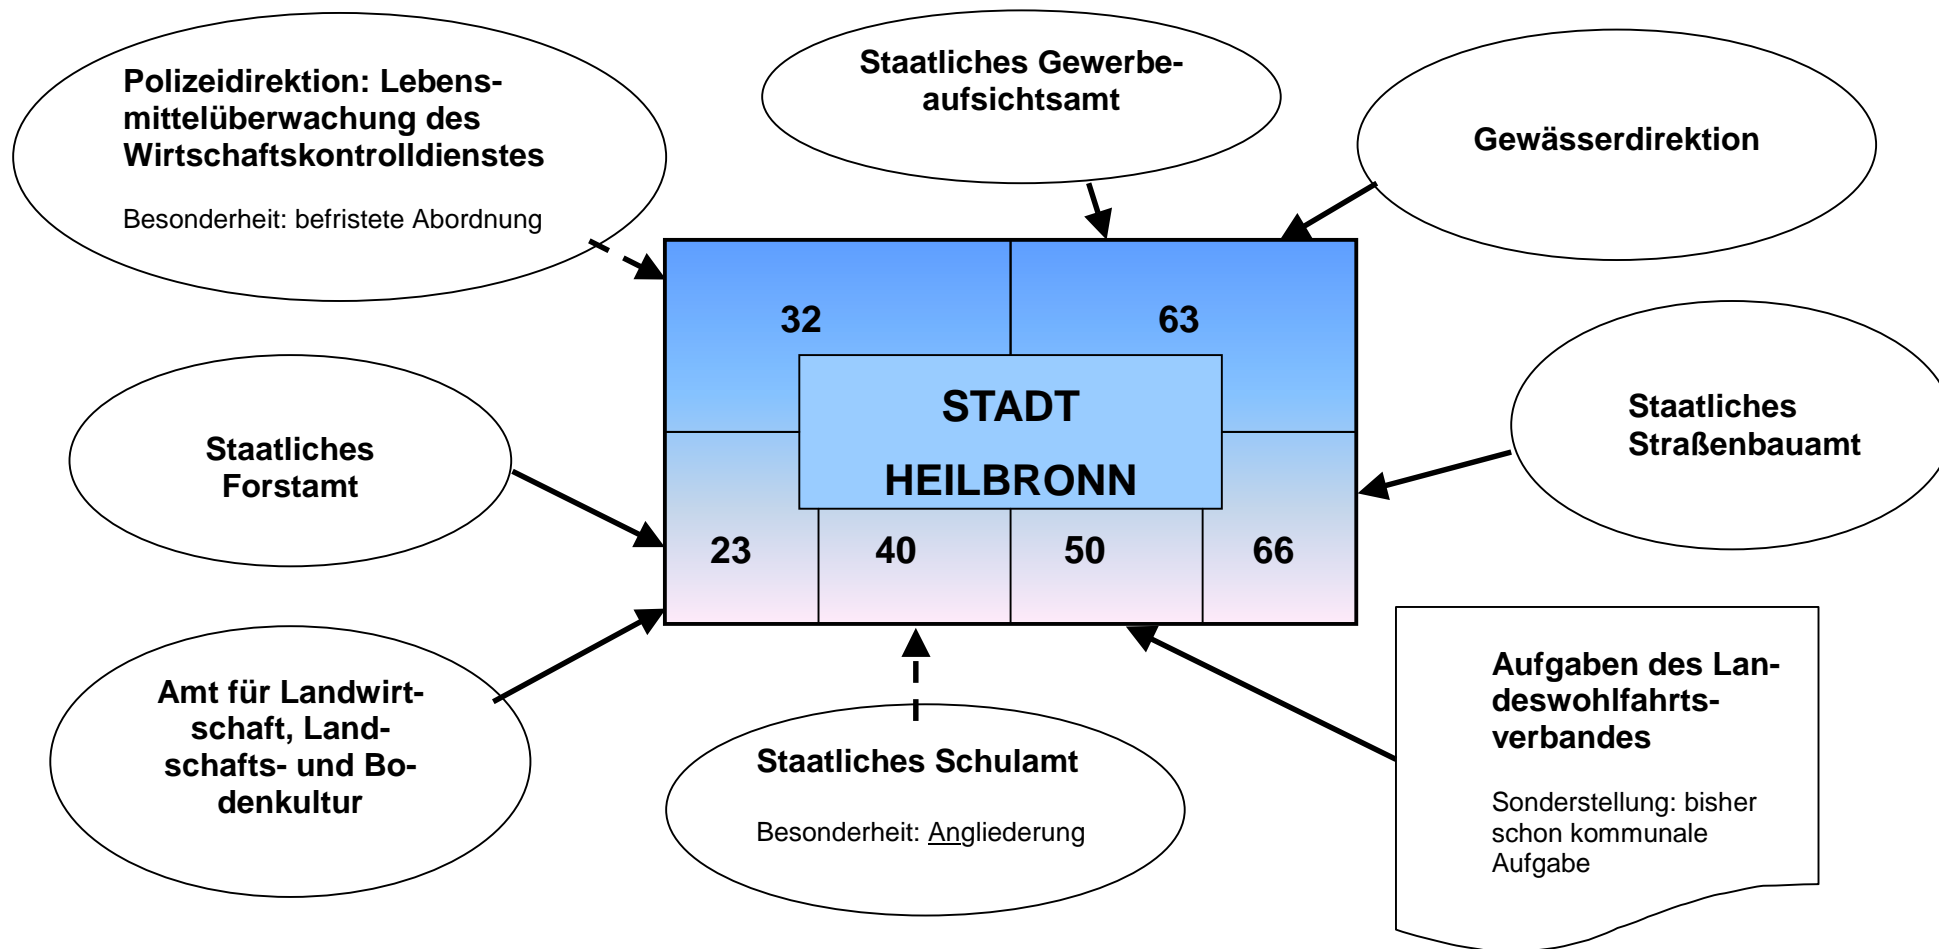 Polizeidirektion: Lebens-
mittelüberwachung des
Wirtschaftskontrolldienstes
Besonderheit: befristete Abordnung
Staatliches Gewerbe-
aufsichtsamt
Gewässerdirektion
32
63
STADT
HEILBRONN
Staatliches
Forstamt
Staatliches
Straßenbauamt
23
40
50
66
Amt für Landwirt-
schaft, Land-
schafts- und Bo-
denkultur
Staatliches Schulamt
Besonderheit: Angliederung
Aufgaben des Lan-
deswohlfahrts-
verbandes
Sonderstellung: bisher
schon kommunale
Aufgabe